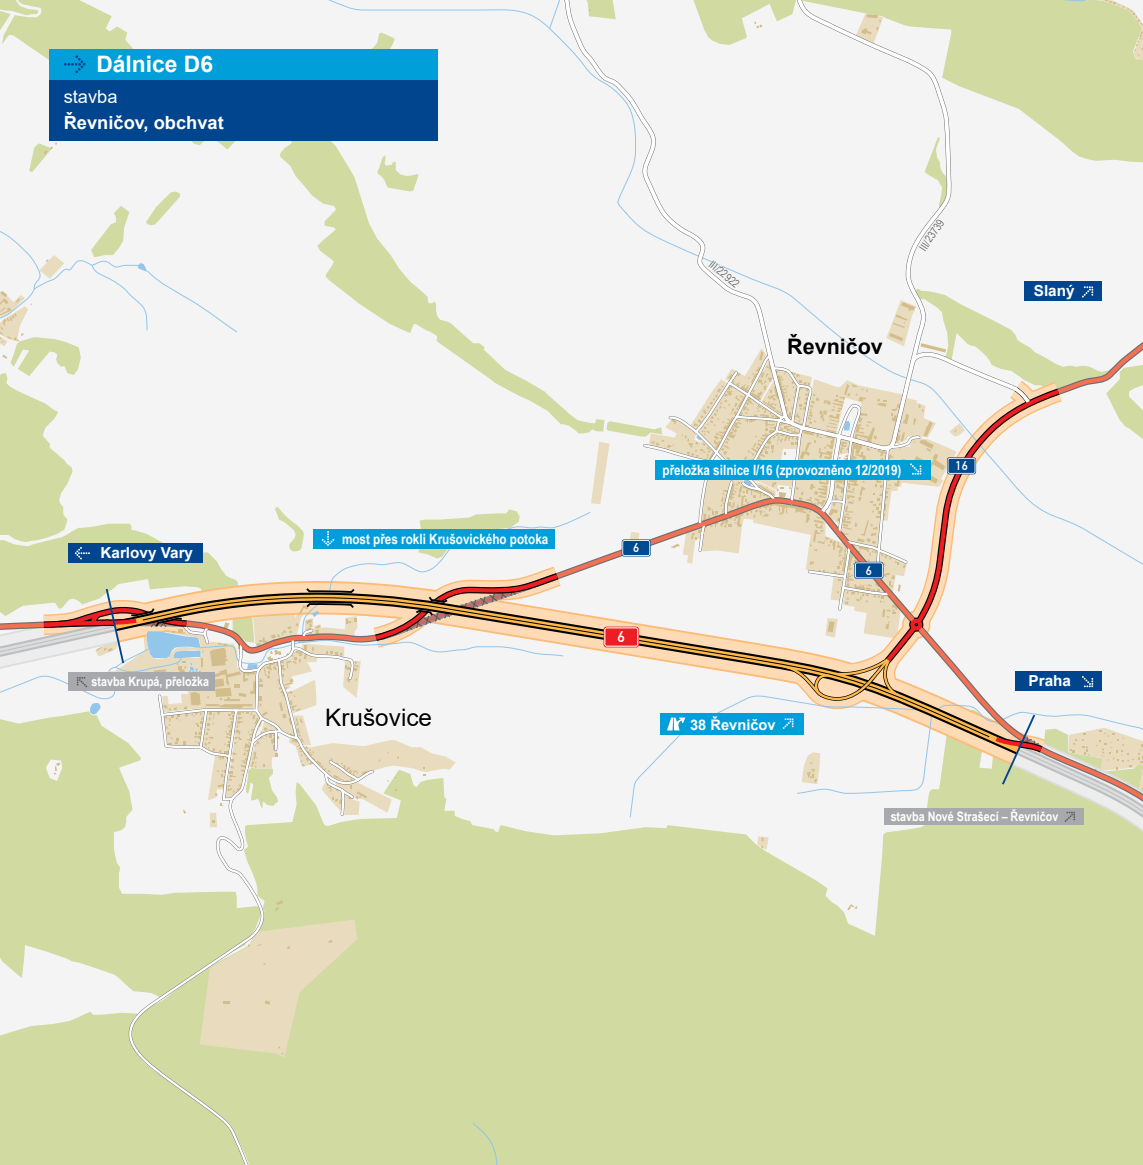 Dálnice D6
stavba
Řevničov, obchvat
III/23739
III/22922
Slaný
Řevničov
přeložka silnice I/16 (zprovozněno 12/2019)
16
most přes rokli Krušovického potoka
6
Karlovy Vary
6
6
stavba Krupá, přeložka
Praha
Krušovice
38 Řevničov
stavba Nové Strašecí – Řevničov